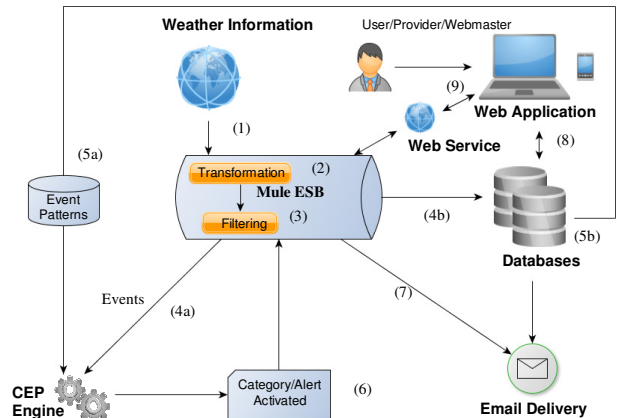 Weather Information
User/Provider/Webmaster
(9)
Web Application
(1)
Web Service
(8)
(5a)
Transformation
(2)
Mule ESB
Event
Patterns
(3)
Filtering
(4b)
(5b)
Databases
Events
(4a)
(7)
CEP
Engine
Category/Alert
Activated
(6)
Email Delivery